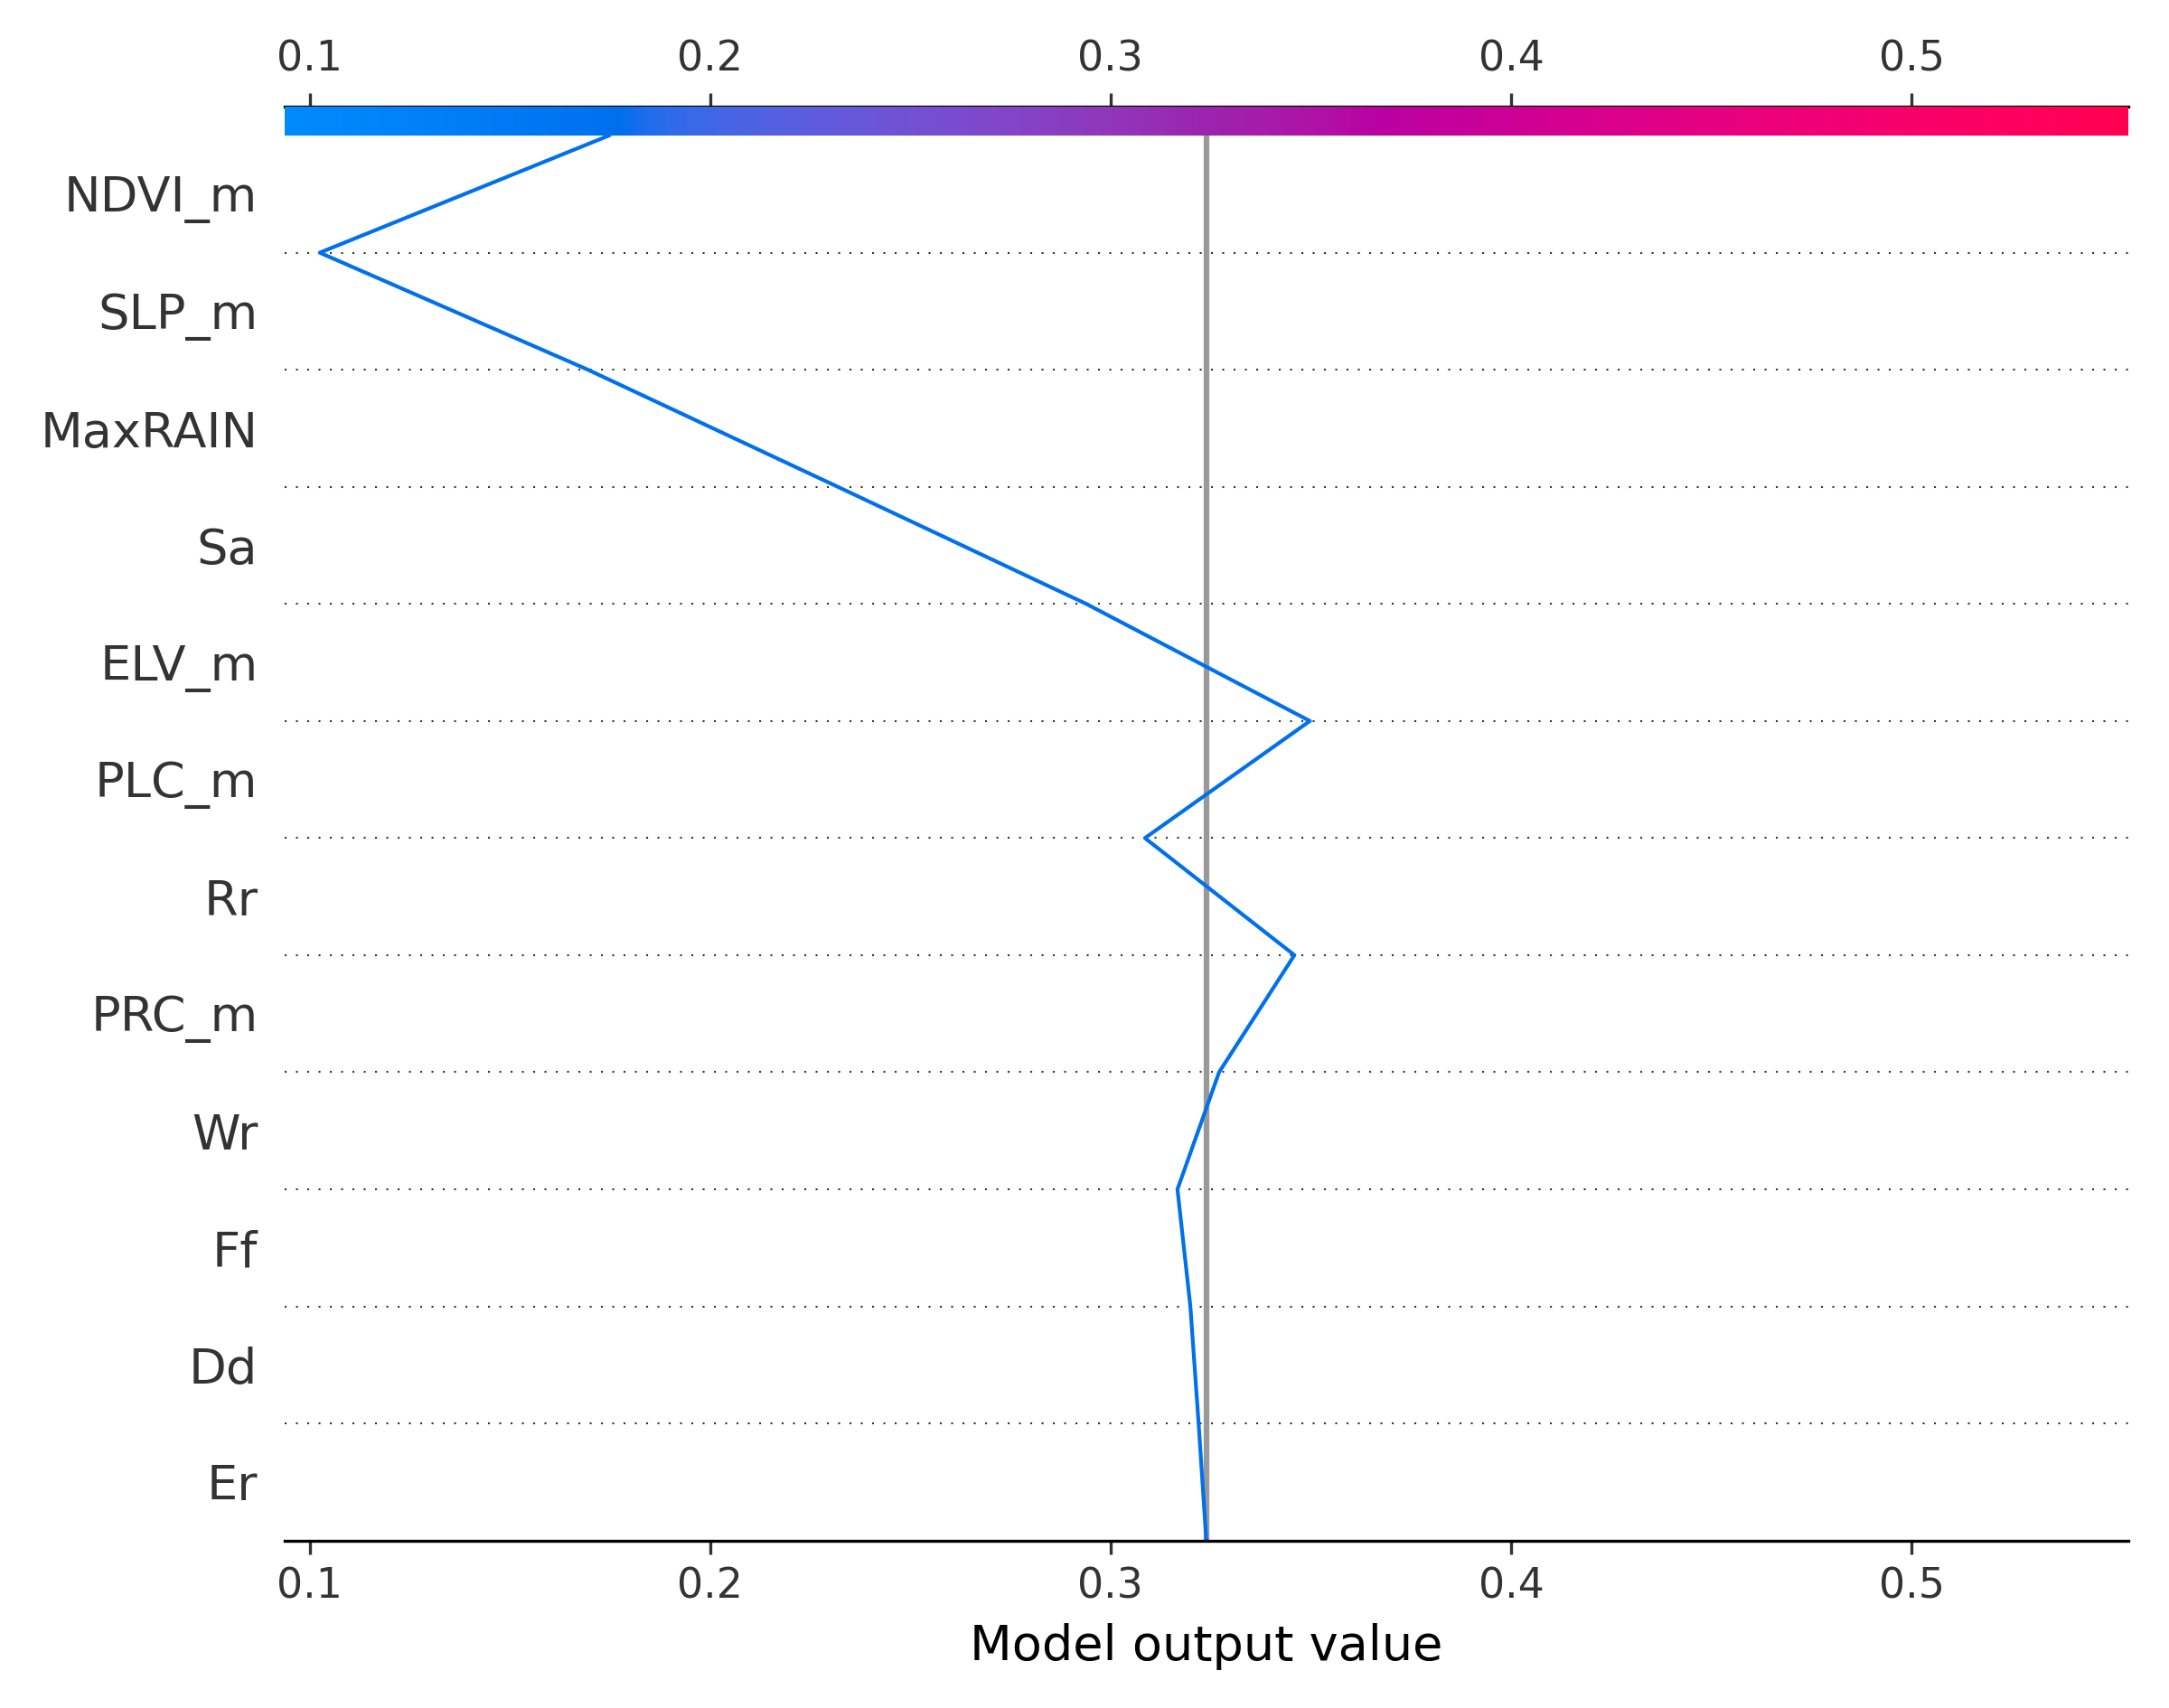 0.1 0.2 0.3 0.4 0.5
NDVI_m
SLP_m
MaxRAIN
Sa
ELV_m
PLC_m
Rr
PRC_m
Wr
Ff
Dd
Er
0.1 0.2 0.3 0.4 0.5
Model output value